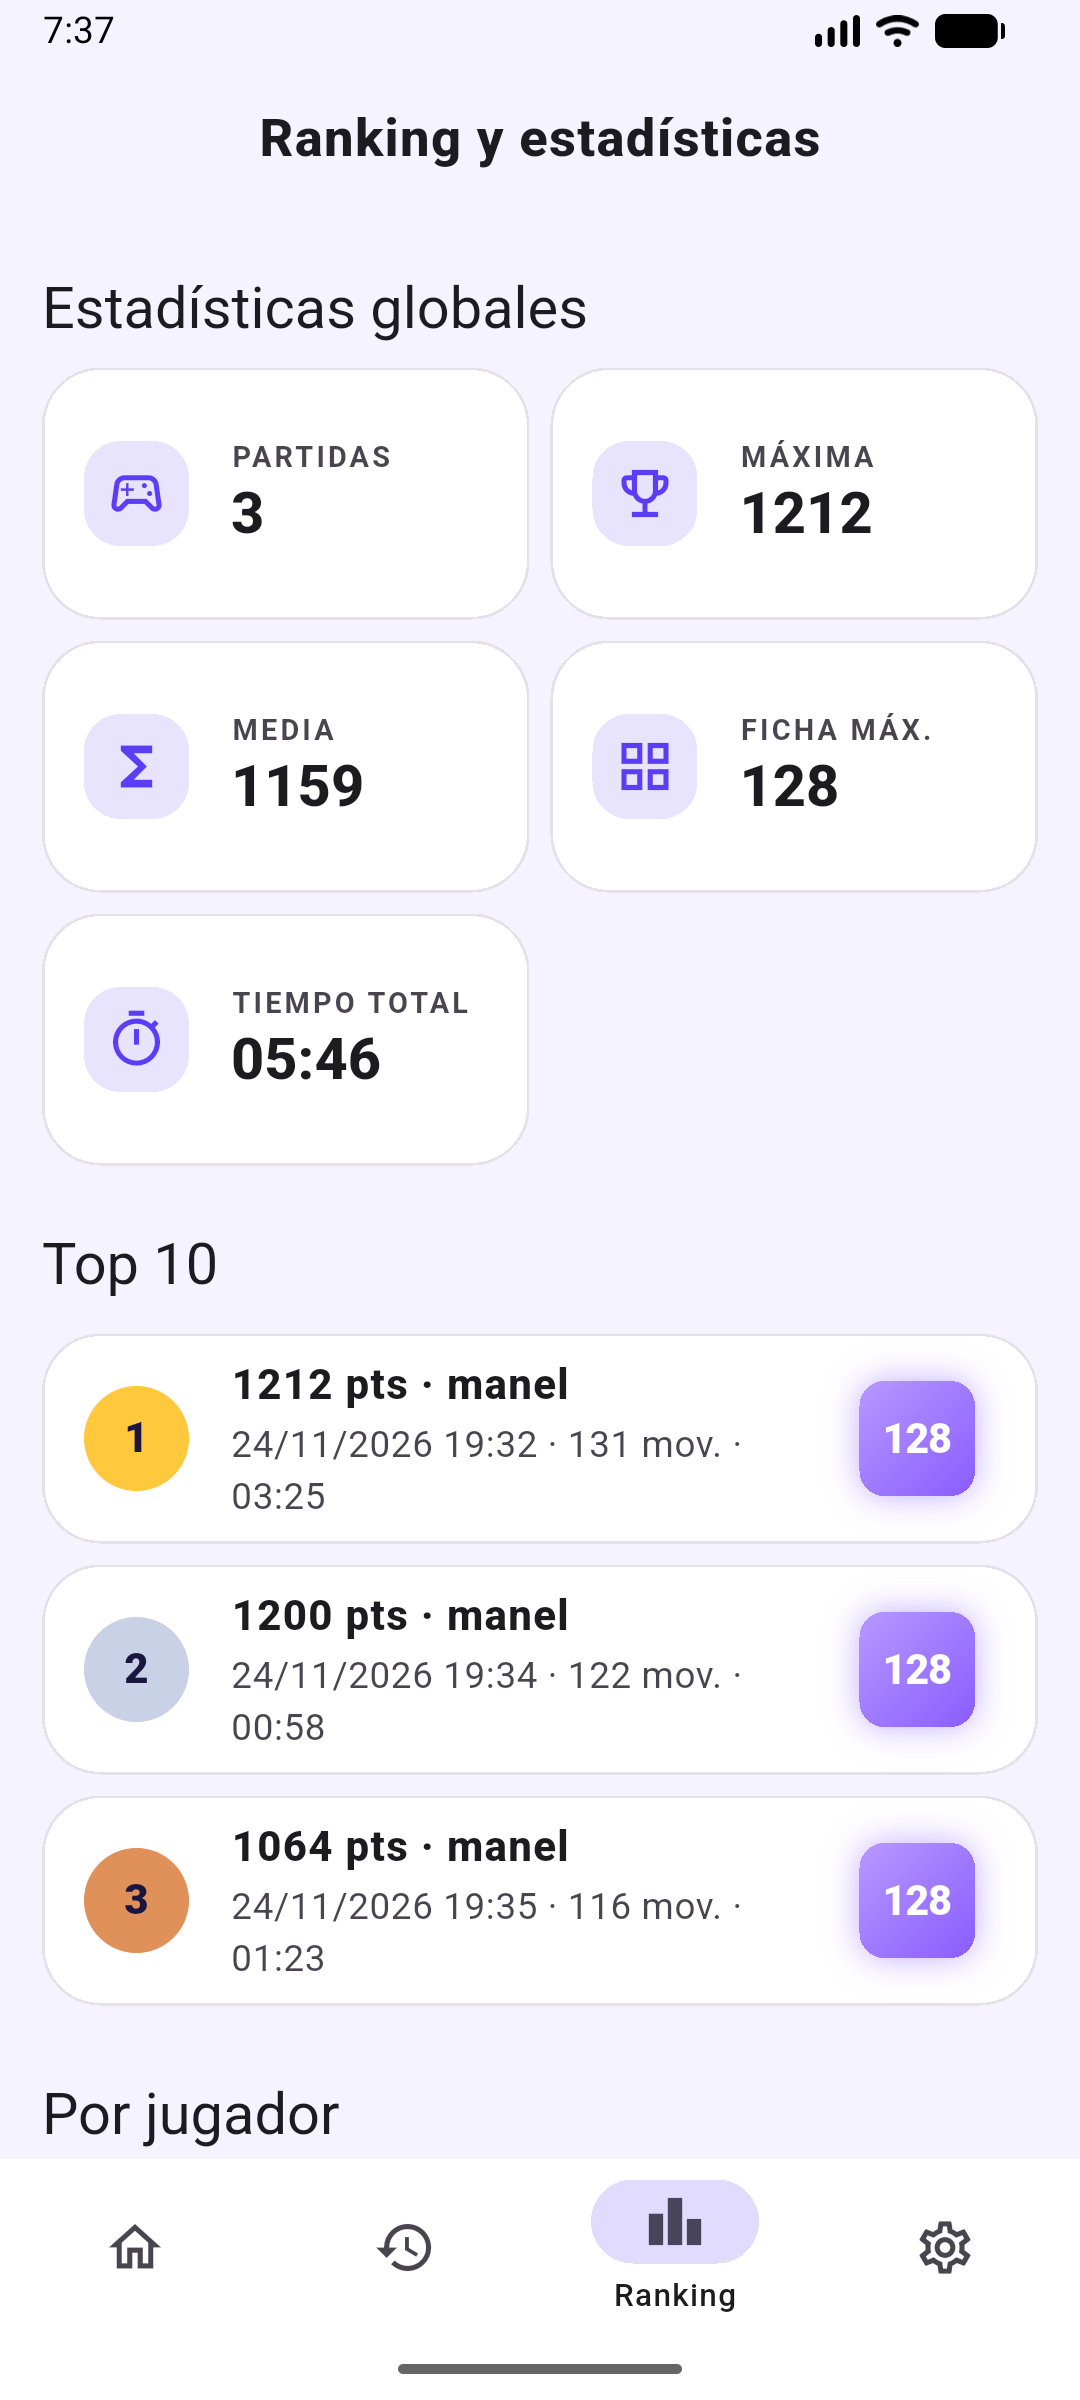 7:37
Ranking y estadísticas
Estadísticas globales
PARTIDAS
3
MÁXIMA
1212
MEDIA
1159
FICHA MÁX.
128
TIEMPO TOTAL
05:46
Top 10
1
1212 pts · manel
24/11/2026 19:32 · 131 mov. ·
03:25
128
2
1200 pts · manel
24/11/2026 19:34 · 122 mov. ·
00:58
128
3
1064 pts · manel
24/11/2026 19:35 · 116 mov. ·
01:23
128
Por jugador
Ranking